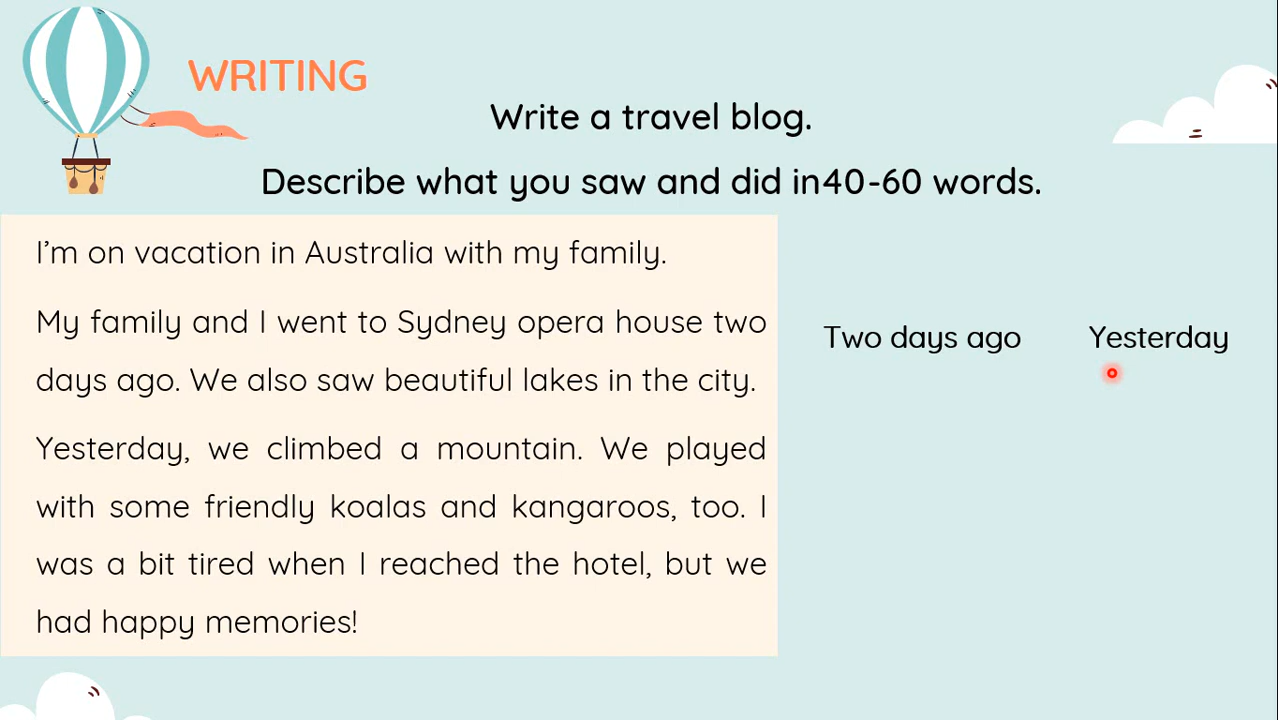 WRITING
Write a travel blog.
Describe what you saw and did in40-60 words.
I’m on vacation in Australia with my family.
My family and I went to Sydney opera house two
days ago. We also saw beautiful lakes in the city.
Yesterday, we climbed a mountain. We played
with some friendly koalas and kangaroos, too. I
was a bit tired when I reached the hotel, but we
had happy memories!
Two days ago
Yesterday